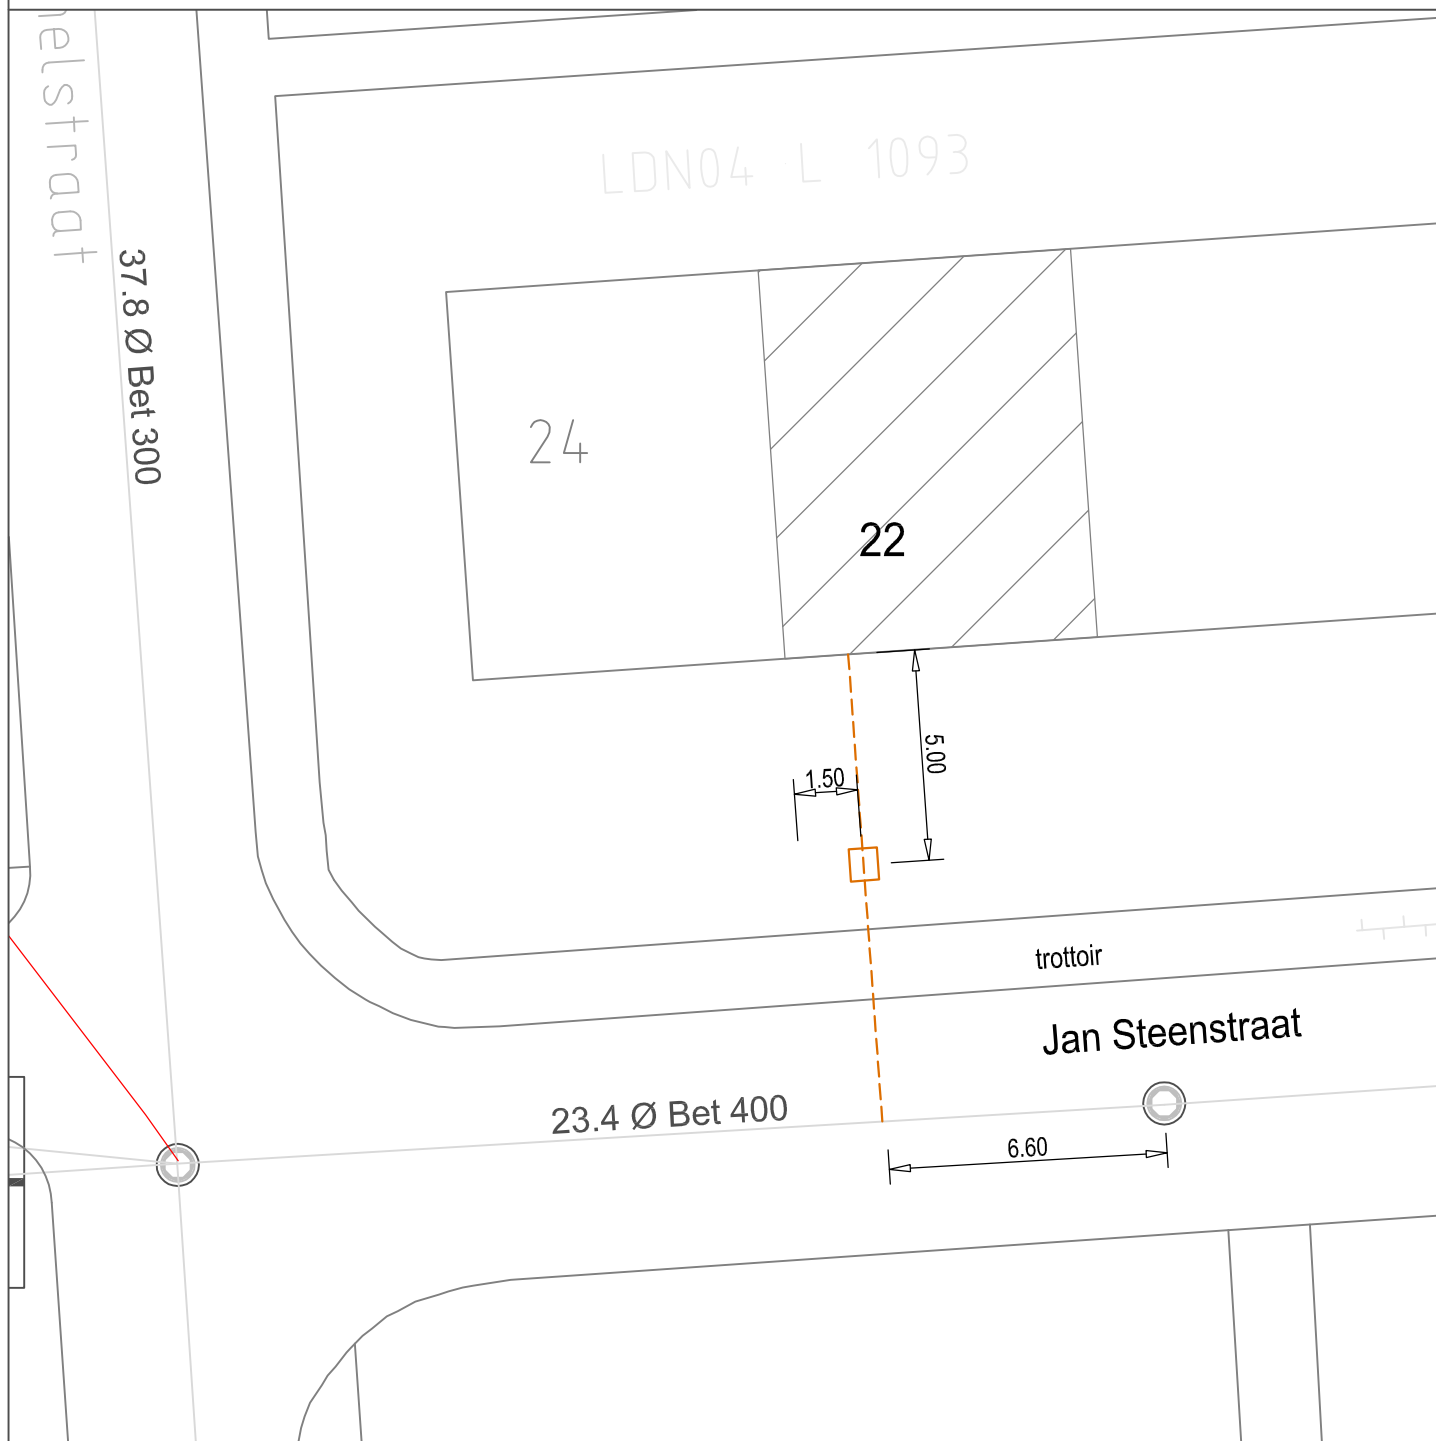 elstraat
LDN04 L 1093
37.8 Ø Bet 300
24
22
5.00
1.50
trottoir
Jan Steenstraat
23.4 Ø Bet 400
6.60